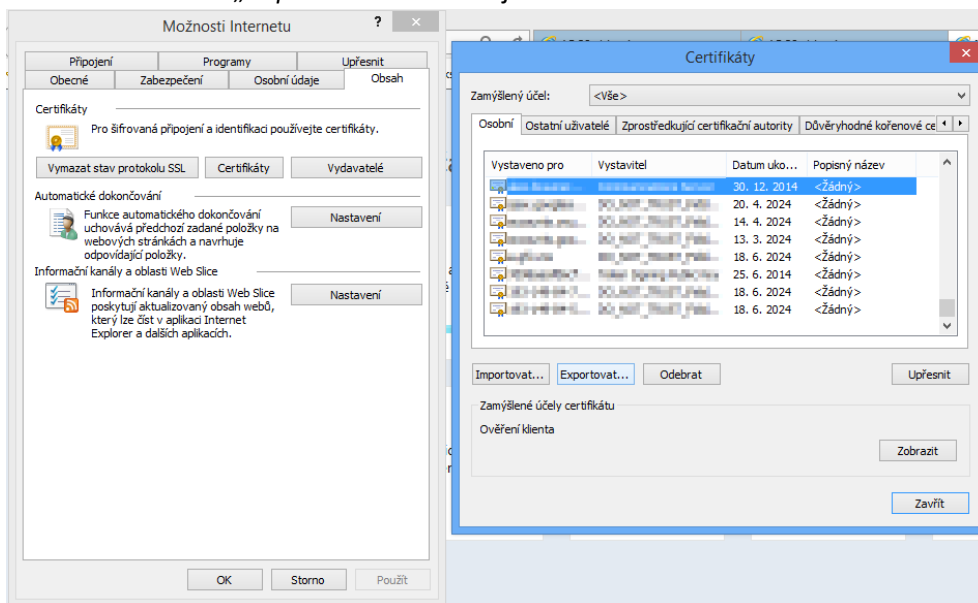 Možnosti Internetu
?
Připojení
Programy
Upřesnit
Obecné
Zabezpečení
Osobní údaje
Obsah
Certifikáty
Pro šifrovaná připojení a identifikaci používejte certifikáty.
Vymazat stav protokolu SSL
Certifikáty
Vydavatelé
Automatické dokončování
Funkce automatického dokončování
uchovává předchozí zadané položky na
webových stránkách a navrhuje
odpovídající položky.
Nastavení
Informační kanály a oblasti Web Slice
Informační kanály a oblasti Web Slice
poskytují aktualizovaný obsah webů,
který lze číst v aplikaci Internet
Explorer a dalších aplikacích.
Nastavení
OK
Storno
Použít
Certifikáty
Zamýšlený účel:
<Vše>
Osobní
Ostatní uživatelé
Zprostředkující certifikační autority
Důvěryhodné kořenové ce
Vystaveno pro
Vystavitel
Datum uko...
Popisný název
30. 12. 2014 <Žádný>
20. 4. 2024 <Žádný>
14. 4. 2024 <Žádný>
13. 3. 2024 <Žádný>
18. 6. 2024 <Žádný>
25. 6. 2014 <Žádný>
18. 6. 2024 <Žádný>
18. 6. 2024 <Žádný>
Importovat...
Exportovat...
Odebrat
Upřesnit
Zamýšlené účely certifikátu
Ověření klienta
Zobrazit
Zavřít